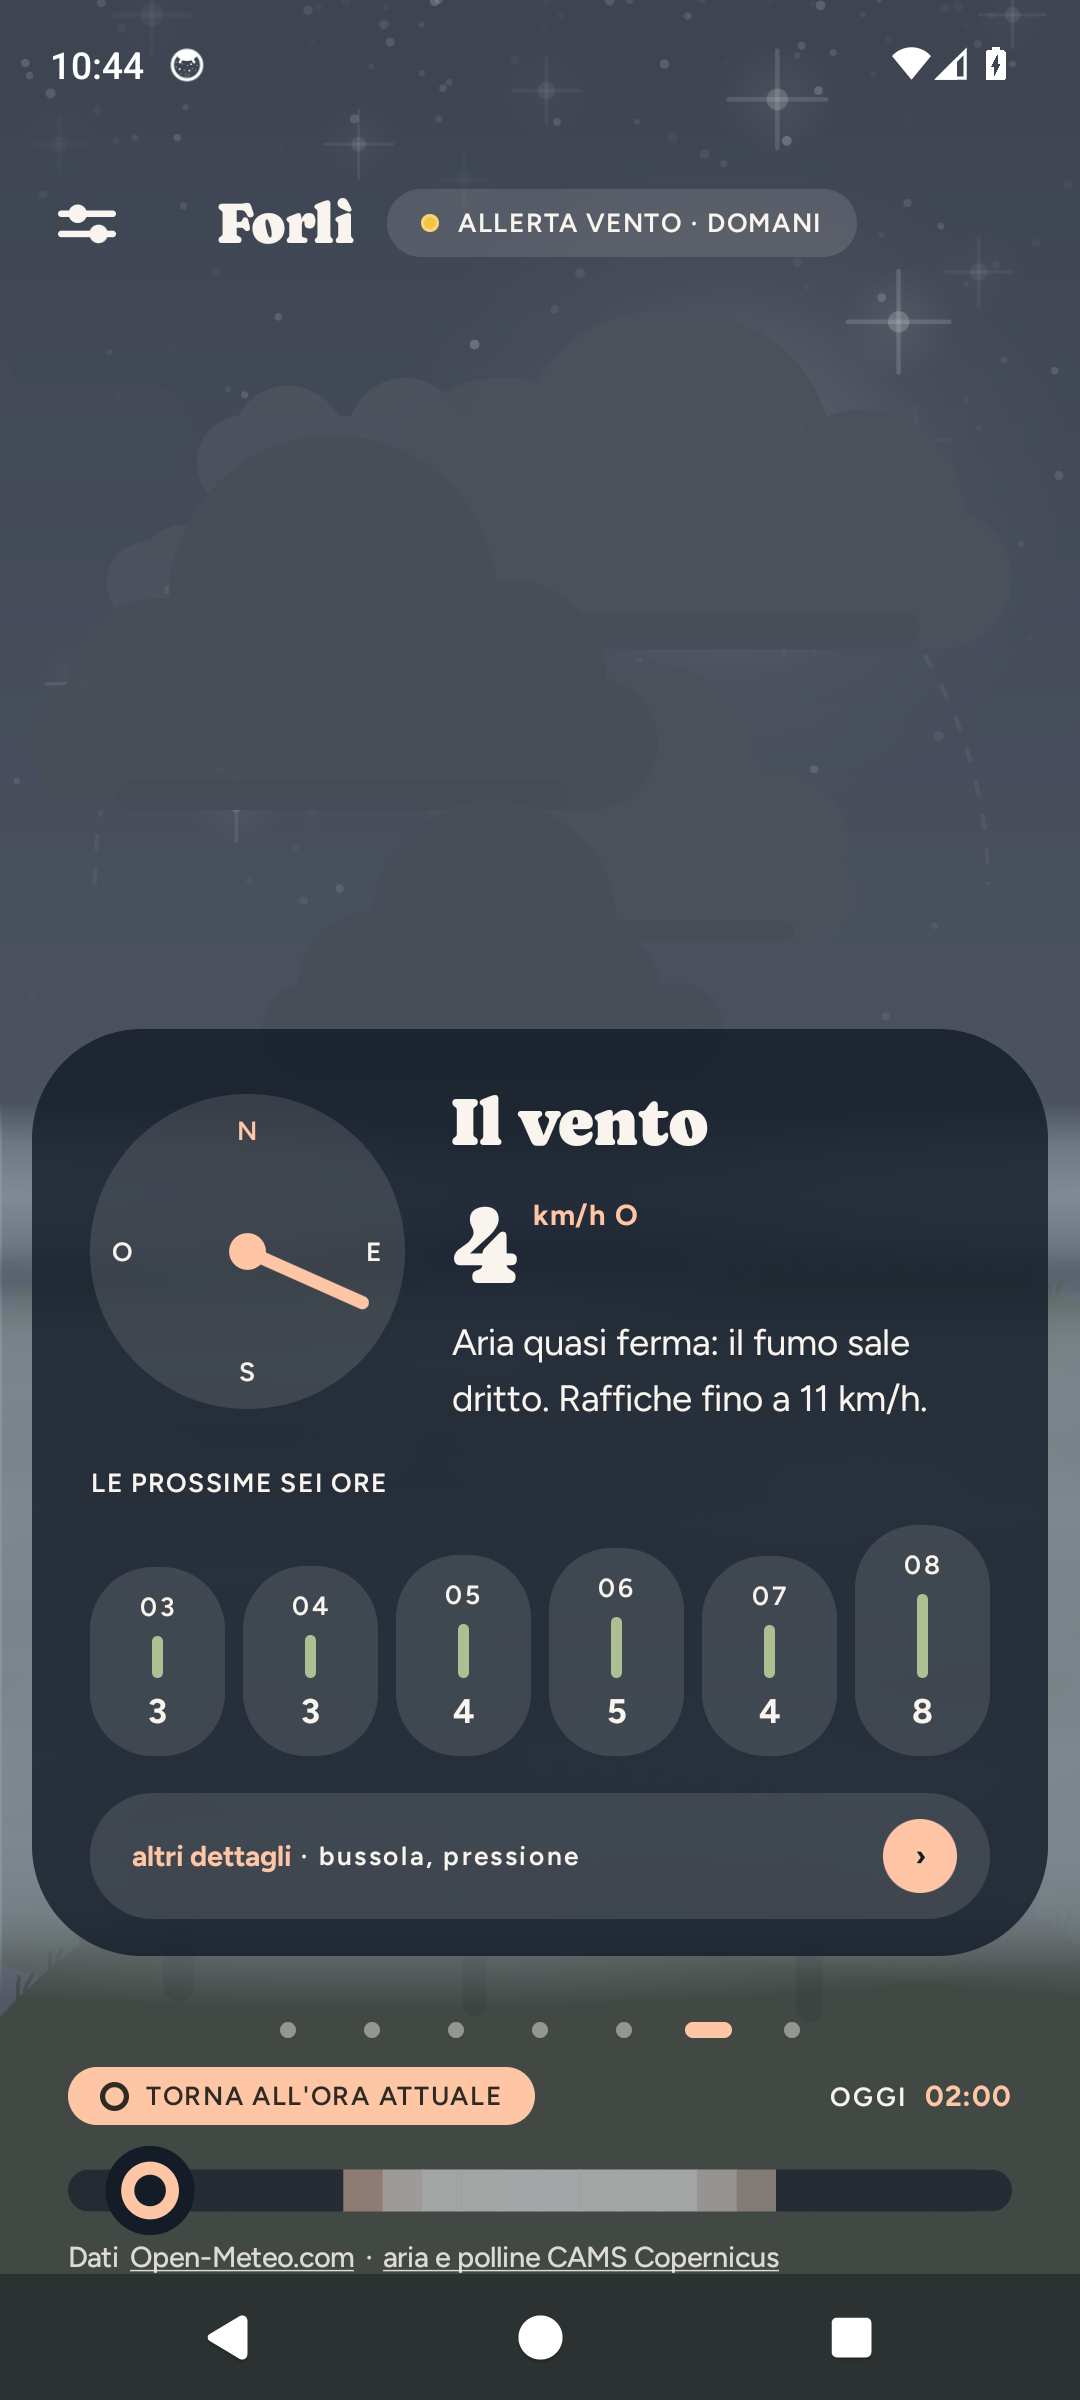 10:44
Forlì
ALLERTA VENTO · DOMANI
Il vento
N
O
E
S
4 km/h O
Aria quasi ferma: il fumo sale
dritto. Raffiche fino a 11 km/h.
LE PROSSIME SEI ORE
03 04 05 06 07 08
3 3 4 5 4 8
altri dettagli · bussola, pressione ›
TORNA ALL'ORA ATTUALE
OGGI 02:00
Dati Open-Meteo.com · aria e polline CAMS Copernicus